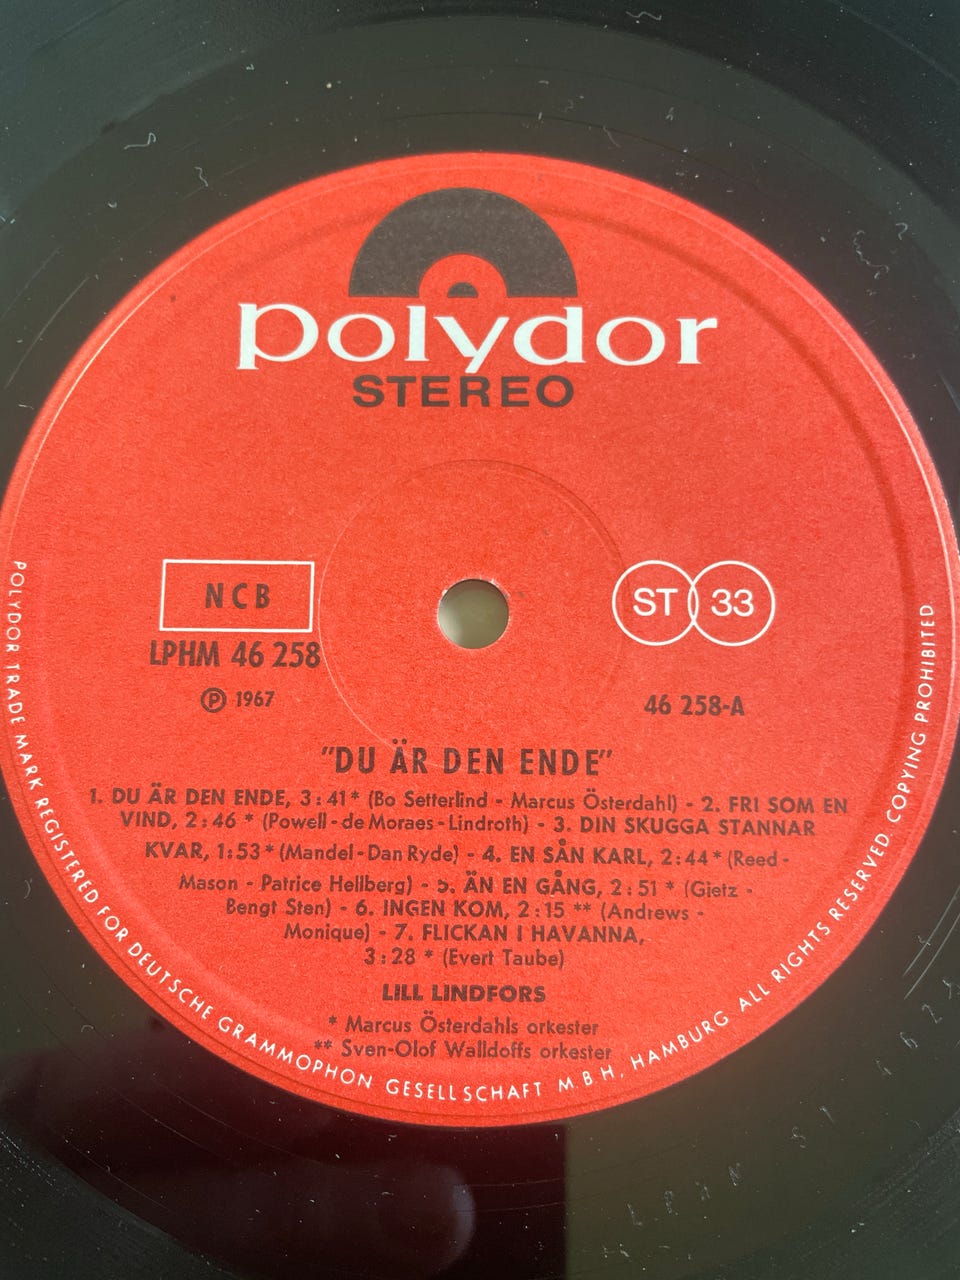 polydor
STEREO
NCB
LPHM 46 258
℗ 1967
ST 33
46 258-A
"DU ÄR DEN ENDE"
1. DU ÄR DEN ENDE, 3:41* (Bo Setterlind - Marcus Österdahl) - 2. FRI SOM EN
VIND, 2:46 * (Powell-de Moraes-Lindroth) - 3. DIN SKUGGA STANNAR
KVAR, 1:53* (Mandel-Dan Ryde) - 4. EN SÅN KARL, 2:44* (Reed-
Mason - Patrice Hellberg) - 5. ÄN EN GÅNG, 2:51 * (Gietz -
Bengt Sten) - 6. INGEN KOM, 2:15 ** (Andrews -
Monique) - 7. FLICKAN I HAVANNA,
3:28 * (Evert Taube)
LILL LINDFORS
* Marcus Österdahls orkester
** Sven-Olof Walldoffs orkester
POLYDOR TRADE MARK REGISTERED FOR DEUTSCHE GRAMMOPHON GESELLSCHAFT M.B.H, HAMBURG ALL RIGHTS RESERVED. COPYING PROHIBITED